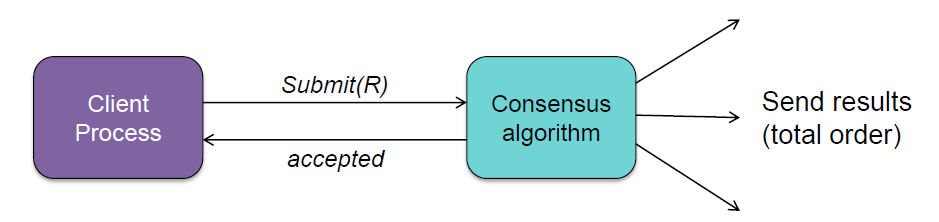 Client
Process
Submit(R)
accepted
Consensus
algorithm
Send results
(total order)